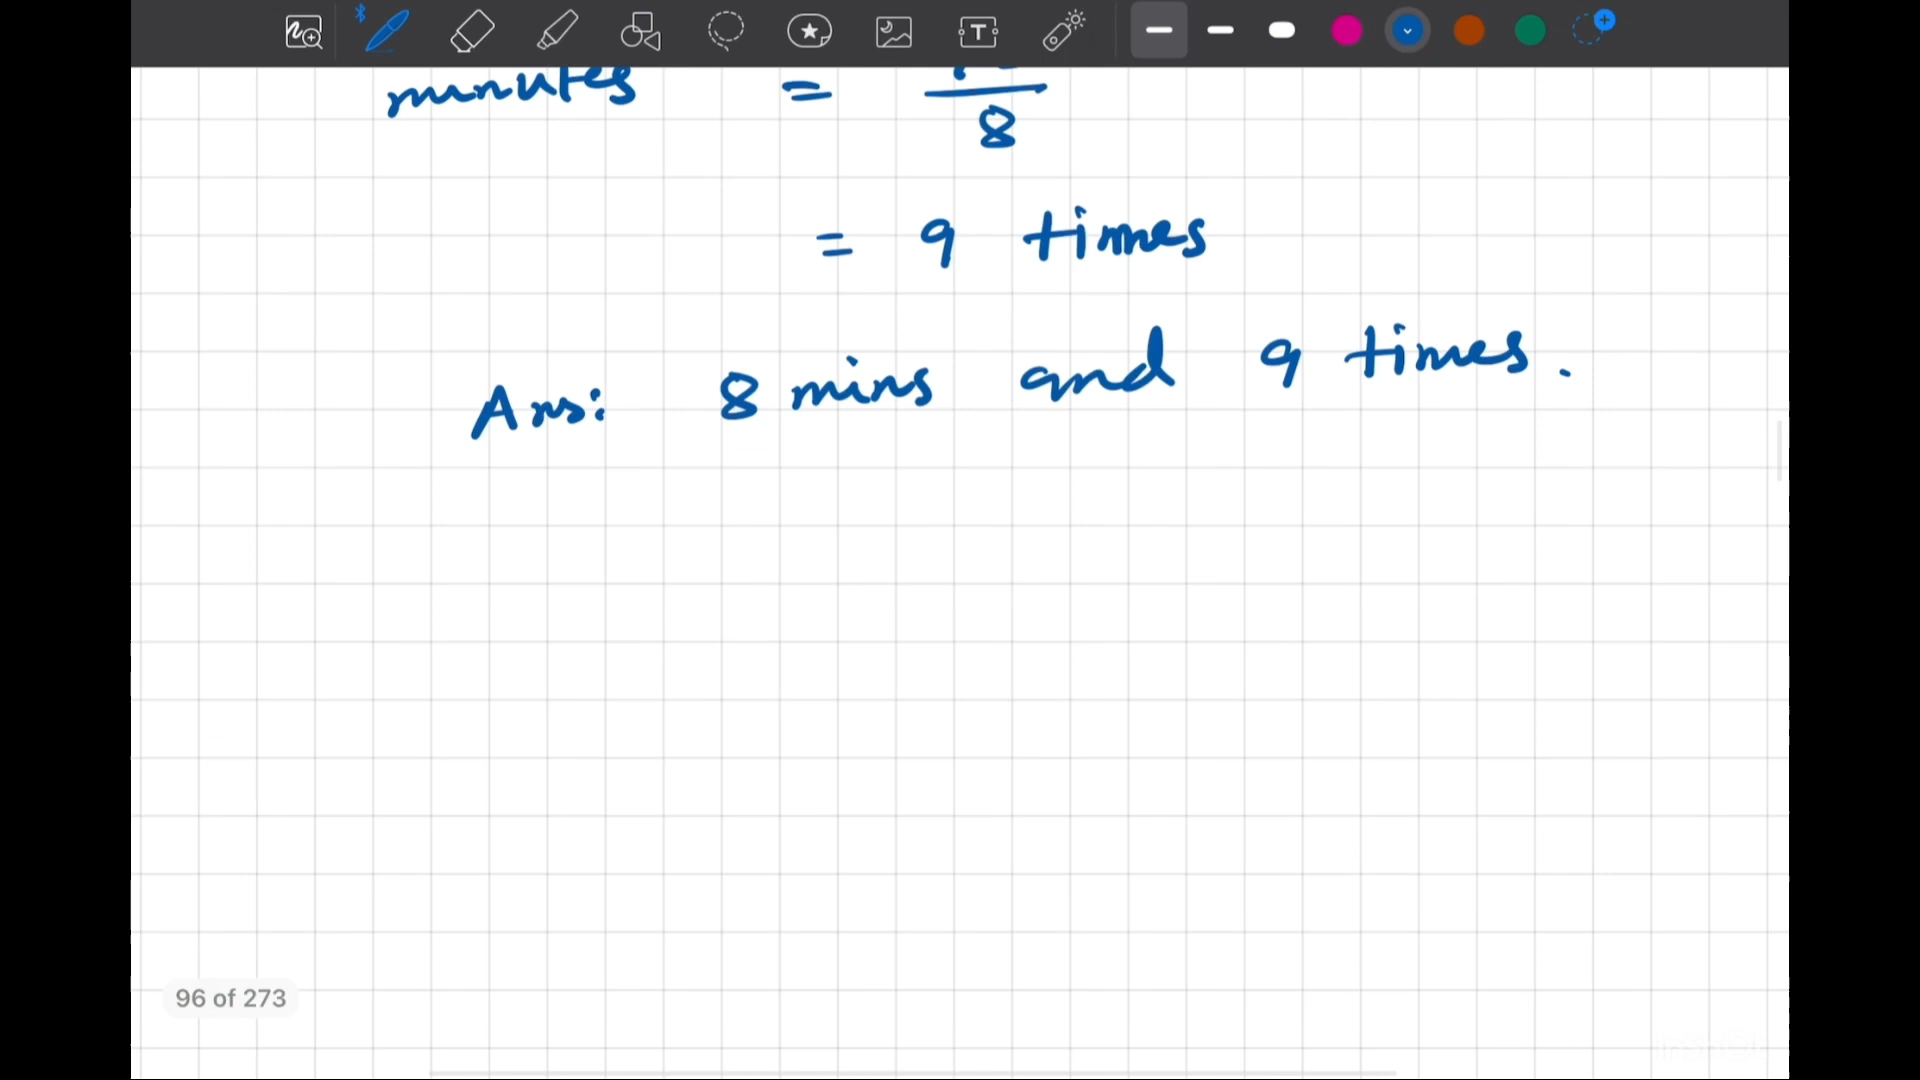 minutes =
8
= 9 times
Ans: 8 mins and 9 times.
96 of 273